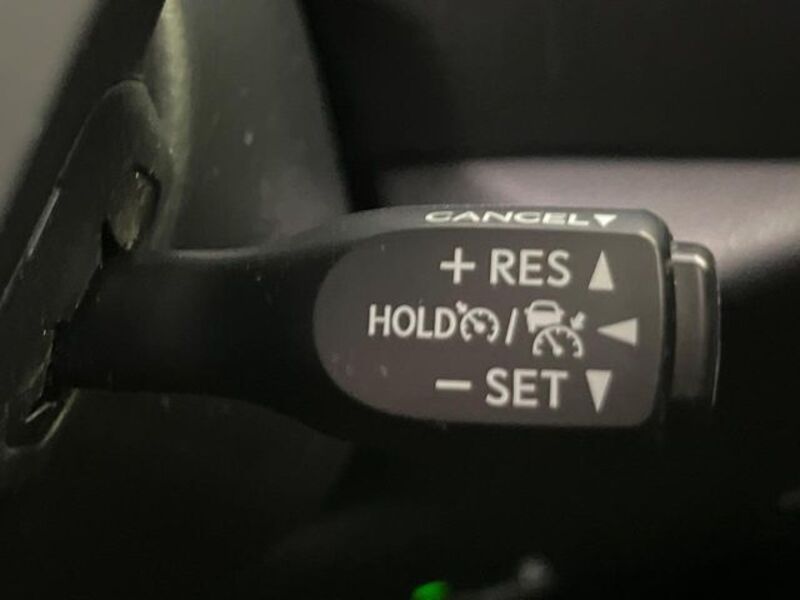 CANCEL
+ RES
HOLD /
− SET